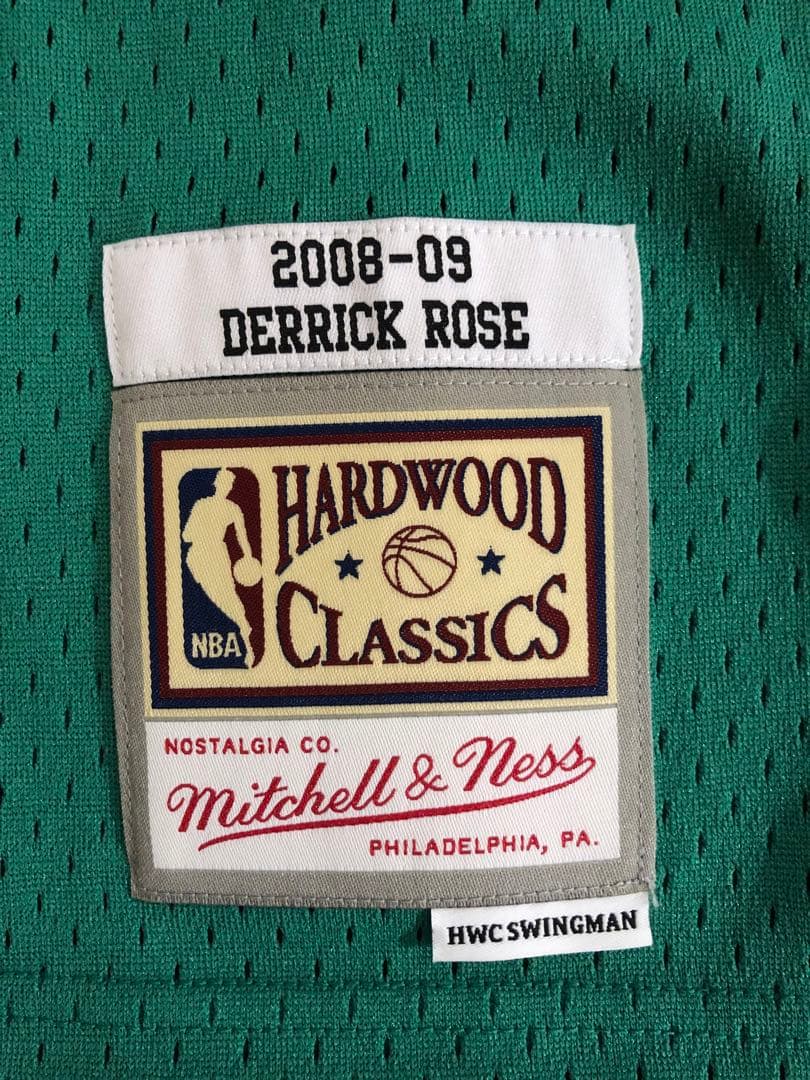 2008-09
DERRICK ROSE
HARDWOOD
CLASSICS
NBA
NOSTALGIA CO.
Mitchell & Ness
PHILADELPHIA, PA.
HWC SWINGMAN